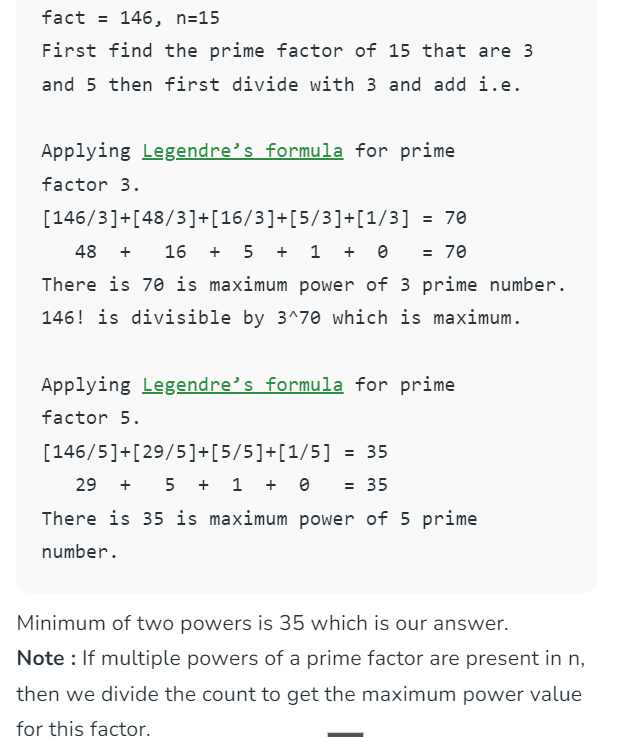 fact = 146, n=15
First find the prime factor of 15 that are 3
and 5 then first divide with 3 and add i.e.
Applying Legendre’s formula for prime
factor 3.
[146/3]+[48/3]+[16/3]+[5/3]+[1/3] = 70
48 + 16 + 5 + 1 + 0 = 70
There is 70 is maximum power of 3 prime number.
146! is divisible by 3^70 which is maximum.
Applying Legendre’s formula for prime
factor 5.
[146/5]+[29/5]+[5/5]+[1/5] = 35
29 + 5 + 1 + 0 = 35
There is 35 is maximum power of 5 prime
number.
Minimum of two powers is 35 which is our answer.
Note : If multiple powers of a prime factor are present in n,
then we divide the count to get the maximum power value
for this factor.